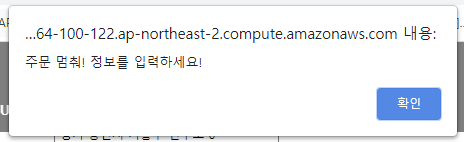 ...64-100-122.ap-northeast-2.compute.amazonaws.com 내용:
주문 멈춰! 정보를 입력하세요!
확인